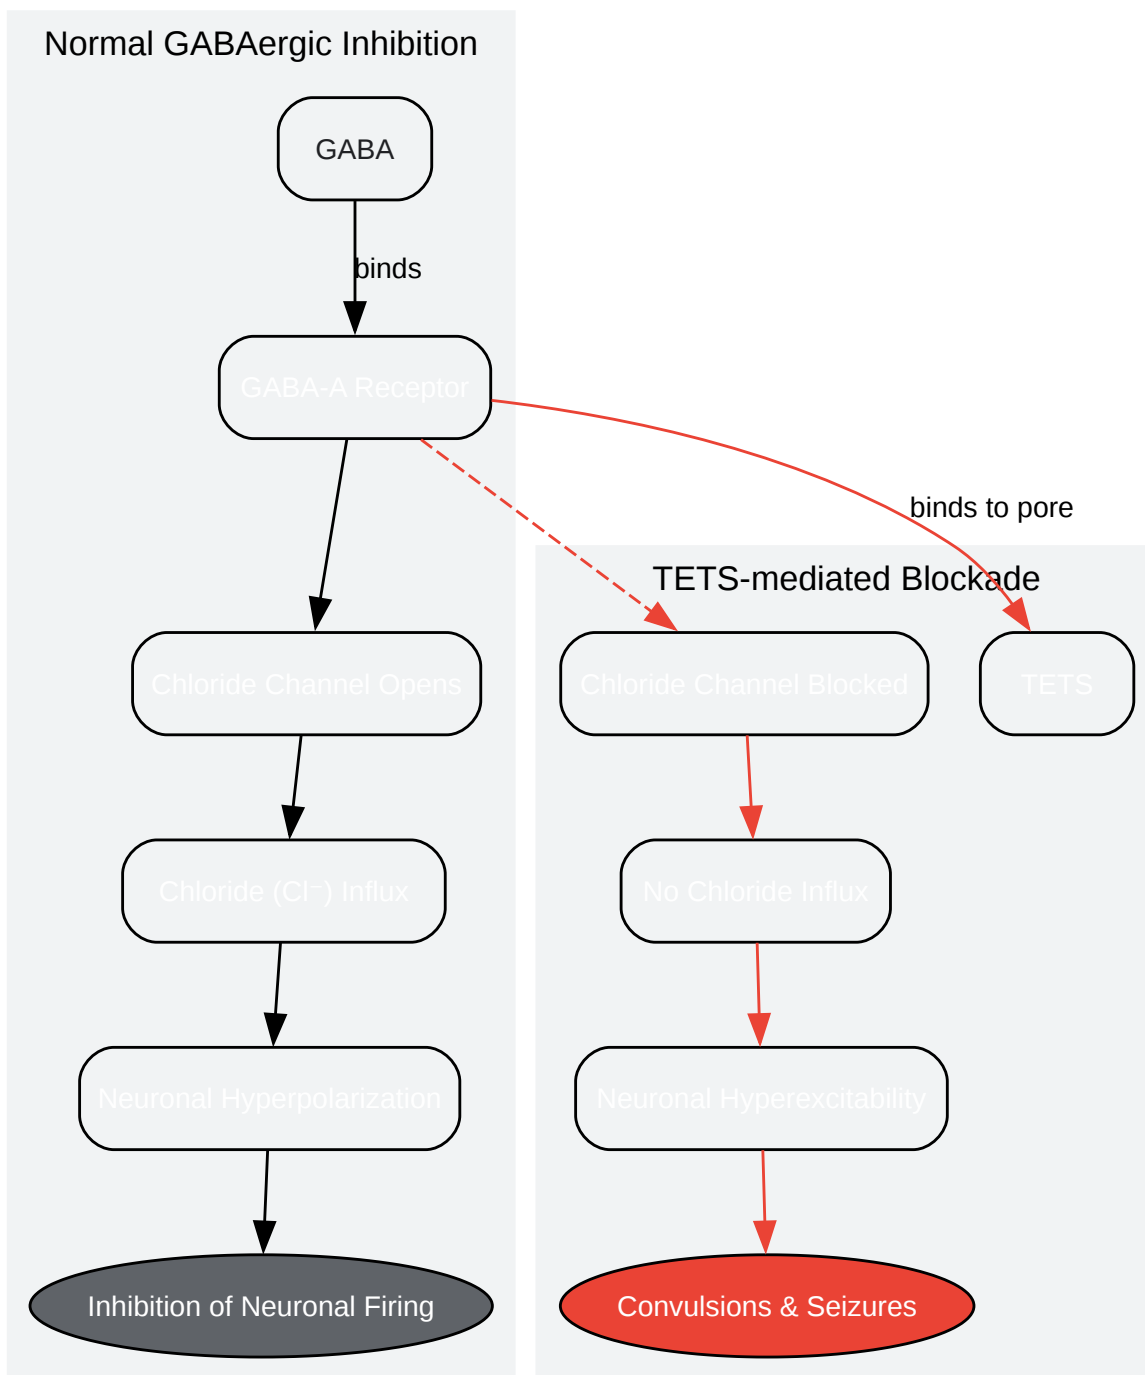 Normal GABAergic Inhibition
GABA
binds
GABA-A Receptor
binds to pore
TETS-mediated Blockade
Chloride Channel Opens
Chloride Channel Blocked
TETS
Chloride (Cl⁻) Influx
No Chloride Influx
Neuronal Hyperpolarization
Neuronal Hyperexcitability
Inhibition of Neuronal Firing
Convulsions & Seizures